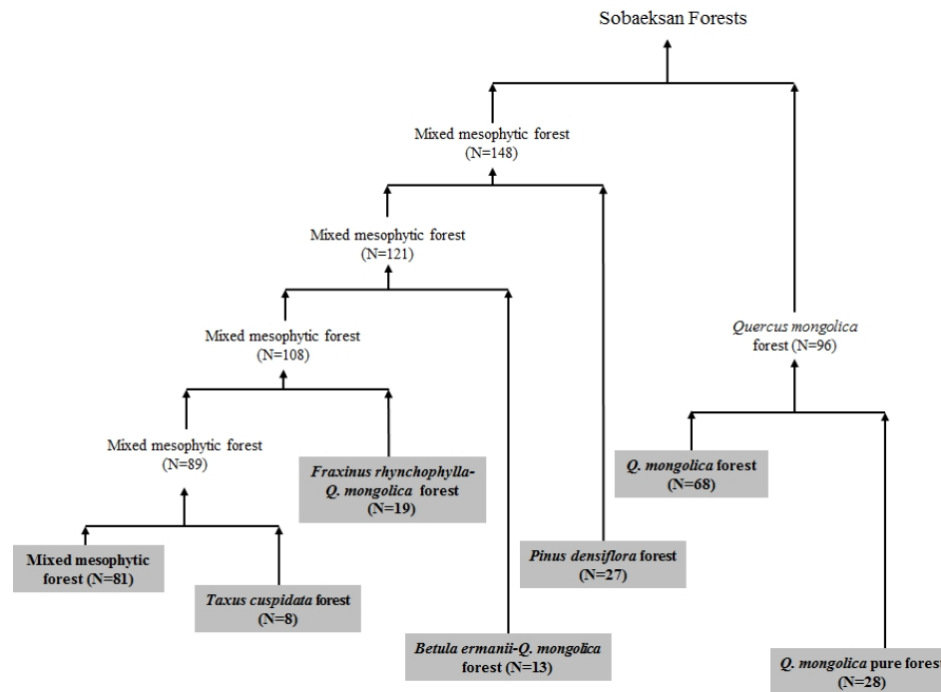 Sobaeksan Forests
Mixed mesophytic forest
(N=148)
Mixed mesophytic forest
(N=121)
Mixed mesophytic forest
(N=108)
Quercus mongolica
forest (N=96)
Mixed mesophytic forest
(N=89)
Fraxinus rhynchophylla-
Q. mongolica forest
(N=19)
Q. mongolica forest
(N=68)
Mixed mesophytic
forest (N=81)
Taxus cuspidata forest
(N=8)
Pinus densiflora forest
(N=27)
Betula ermanii-Q. mongolica
forest (N=13)
Q. mongolica pure forest
(N=28)